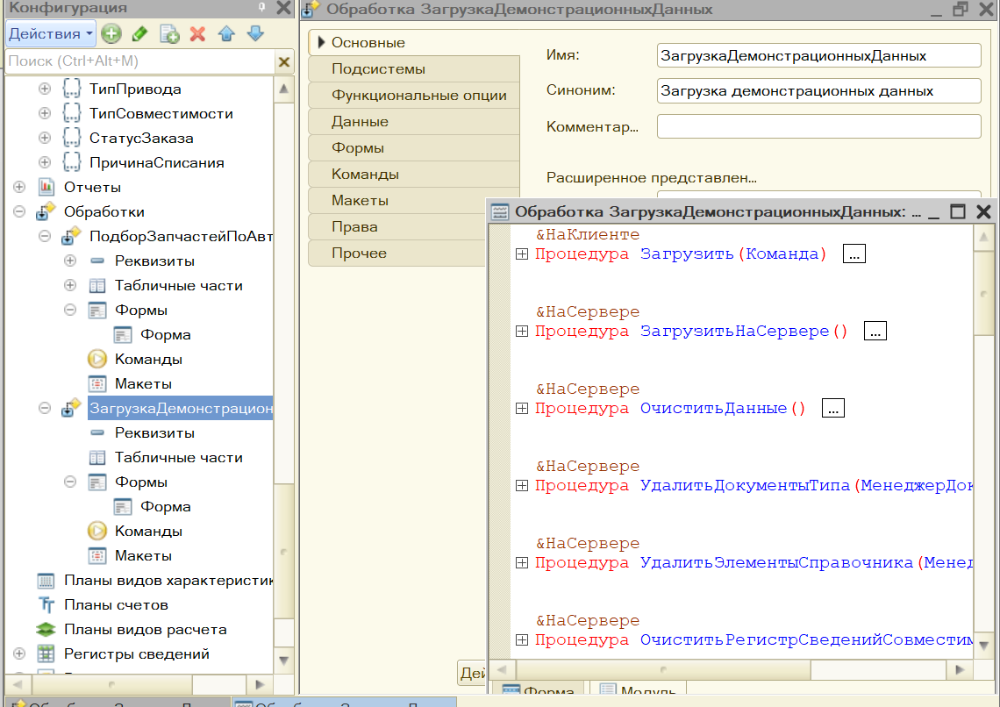 Конфигурация
Действия
Поиск (Ctrl+Alt+M)
ТипПривода
ТипСовместимости
СтатусЗаказа
ПричинаСписания
Отчеты
Обработки
ПодборЗапчастейПоАвт
Реквизиты
Табличные части
Формы
Форма
Команды
Макеты
ЗагрузкаДемонстрацион
Реквизиты
Табличные части
Формы
Форма
Команды
Макеты
Планы видов характеристик
Планы счетов
Планы видов расчета
Регистры сведений
Обработка ЗагрузкаДемонстрационныхДанных
Основные
Подсистемы
Функциональные опции
Данные
Формы
Команды
Макеты
Права
Прочее
Имя: ЗагрузкаДемонстрационныхДанных
Синоним: Загрузка демонстрационных данных
Комментар...
Расширенное представлен...
Дей
Обработка ЗагрузкаДемонстрационныхДанных: ...
&НаКлиенте
Процедура Загрузить(Команда) ...
&НаСервере
Процедура ЗагрузитьНаСервере() ...
&НаСервере
Процедура ОчиститьДанные() ...
&НаСервере
Процедура УдалитьДокументыТипа(МенеджерДок
&НаСервере
Процедура УдалитьЭлементыСправочника(Менед
&НаСервере
Процедура ОчиститьРегистрСведенийСовместим
Форма Модуль